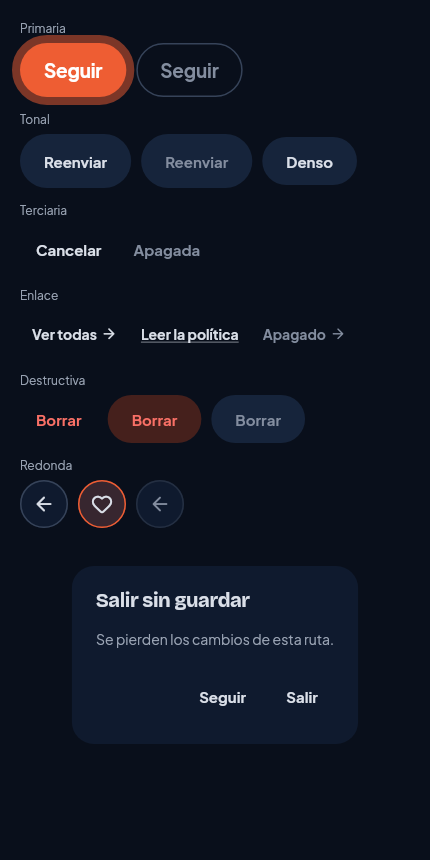 Primaria
Seguir Seguir
Tonal
Reenviar Reenviar Denso
Terciaria
Cancelar Apagada
Enlace
Ver todas → Leer la política Apagado →
Destructiva
Borrar Borrar Borrar
Redonda
Salir sin guardar
Se pierden los cambios de esta ruta.
Seguir Salir